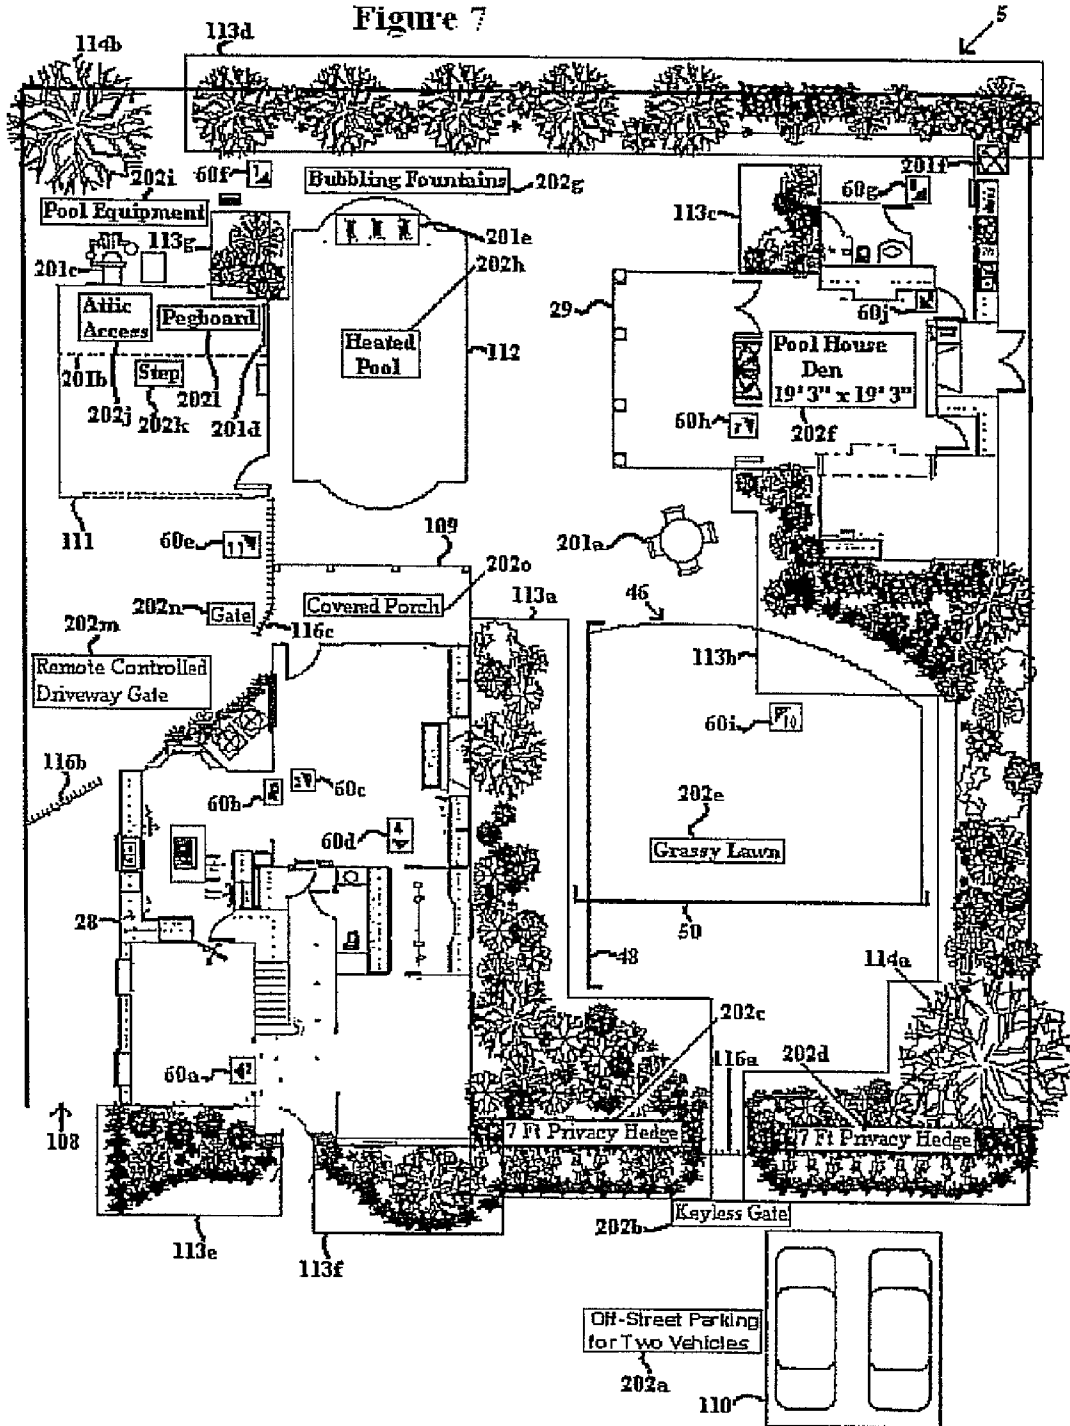 Figure 7
5
113d
114b
202i
60f
Bubbling Fountains
202g
60g
201f
Pool Equipment
113g
113c
201e
202h
201c
29
Attic
Access
Pegboard
60j
Heated
Pool
112
Pool House
Den
19'3" x 19'3"
201b
Step
202l
202j
202k
201d
60h
202f
111
60e
109
201a
202o
202n
Gate
Covered Porch
113a
46
202m
116c
Remote Controlled
Driveway Gate
113b
60i
10
116b
60b
60c
202e
60d
Grassy Lawn
28
50
48
114a
202c
116a
202d
60a
108
7 Ft Privacy Hedge
7 Ft Privacy Hedge
202b
Keyless Gate
113e
113f
Off-Street Parking
for Two Vehicles
202a
110